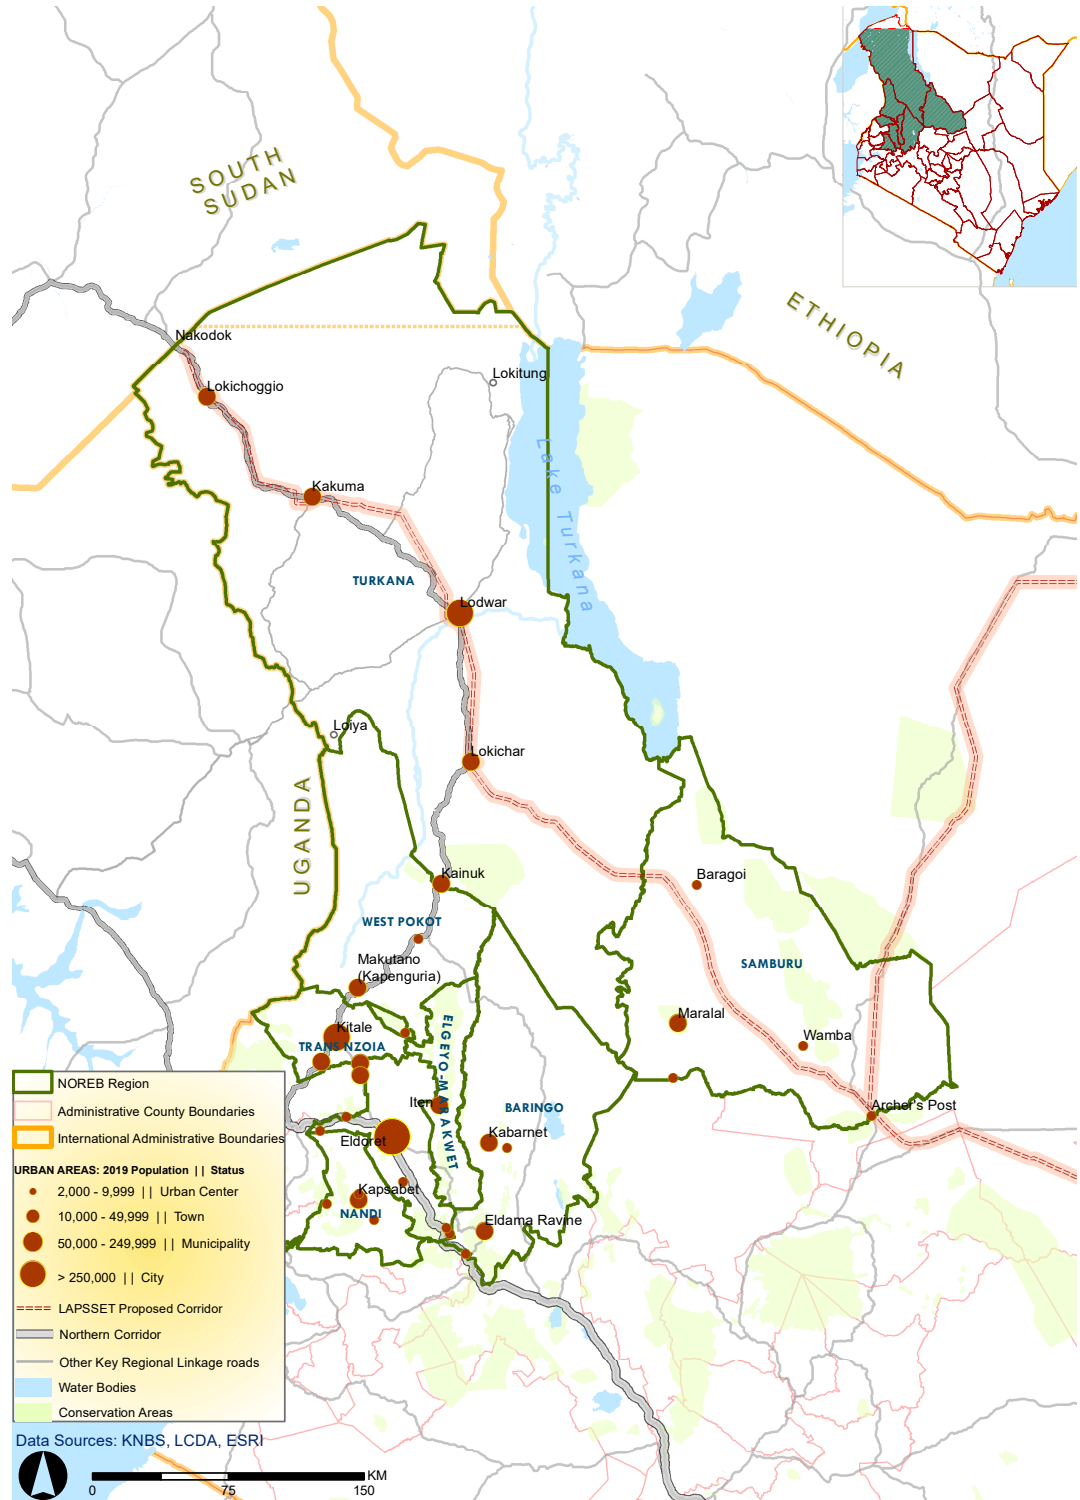 SOUTH
SUDAN
ETHIOPIA
Nakodok
Lokichoggio
Lokitung
Kakuma
Lake Turkana
TURKANA
Lodwar
Loiya
Lokichar
UGANDA
Kainuk
Baragoi
WEST POKOT
Makutano
(Kapenguria)
SAMBURU
Maralal
Wamba
Kitale
TRANS NZOIA
ELGEYO-MARAKWET
Iten
BARINGO
Archer's Post
Eldoret
Kabarnet
Kapsabet
NANDI
Eldama Ravine
NOREB Region
Administrative County Boundaries
International Administrative Boundaries
URBAN AREAS: 2019 Population || Status
2,000 - 9,999 || Urban Center
10,000 - 49,999 || Town
50,000 - 249,999 || Municipality
> 250,000 || City
LAPSSET Proposed Corridor
Northern Corridor
Other Key Regional Linkage roads
Water Bodies
Conservation Areas
Data Sources: KNBS, LCDA, ESRI
KM
0 75 150